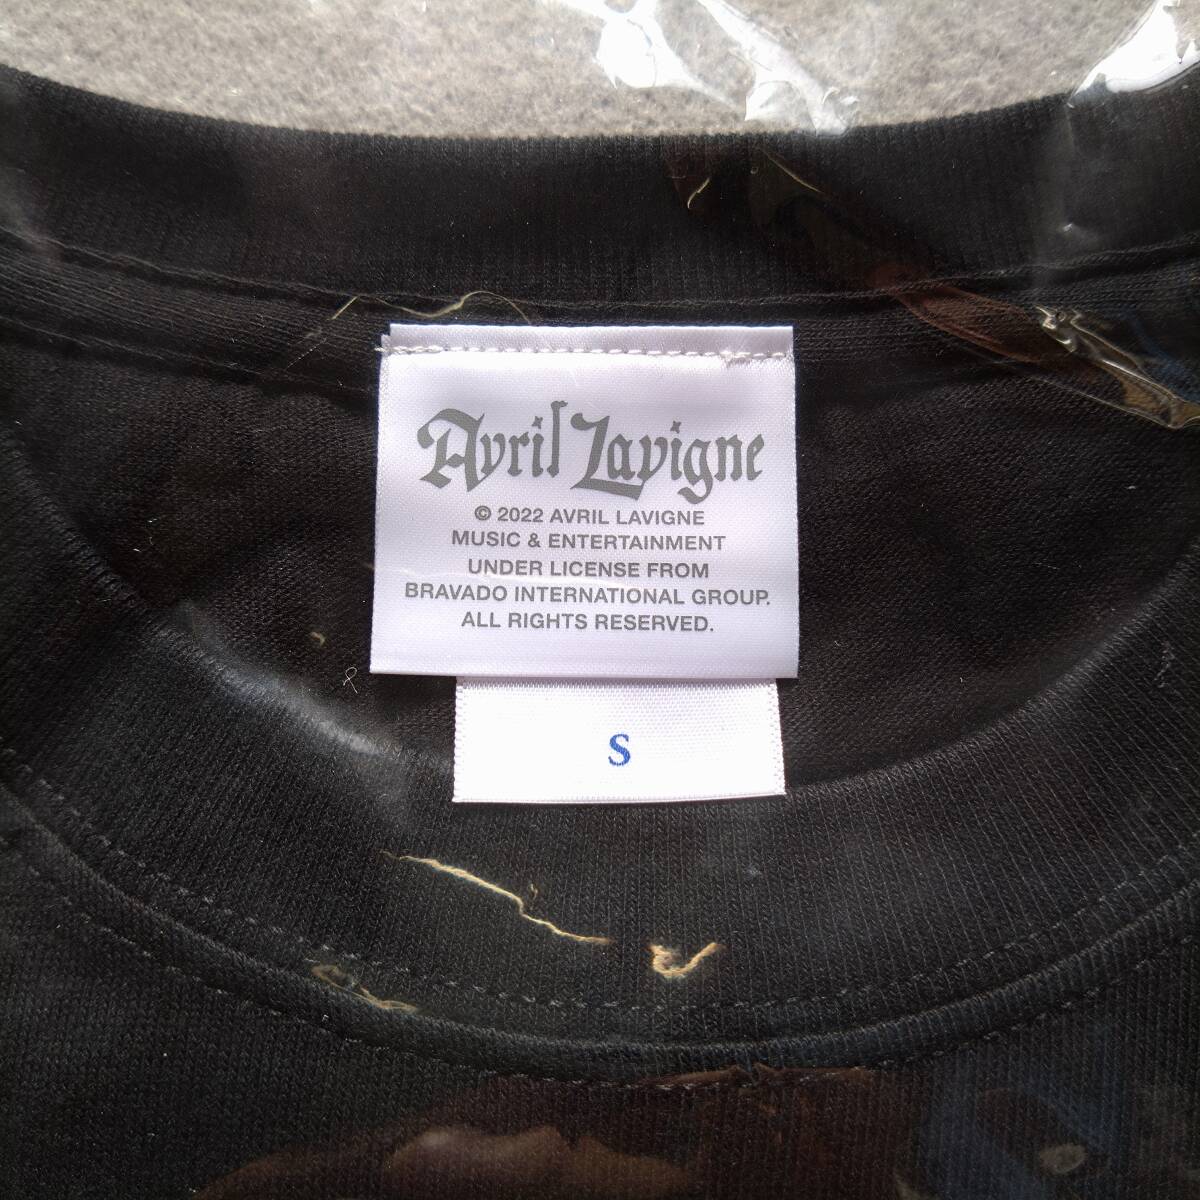 Avril Lavigne
© 2022 AVRIL LAVIGNE
MUSIC & ENTERTAINMENT
UNDER LICENSE FROM
BRAVADO INTERNATIONAL GROUP.
ALL RIGHTS RESERVED.
S